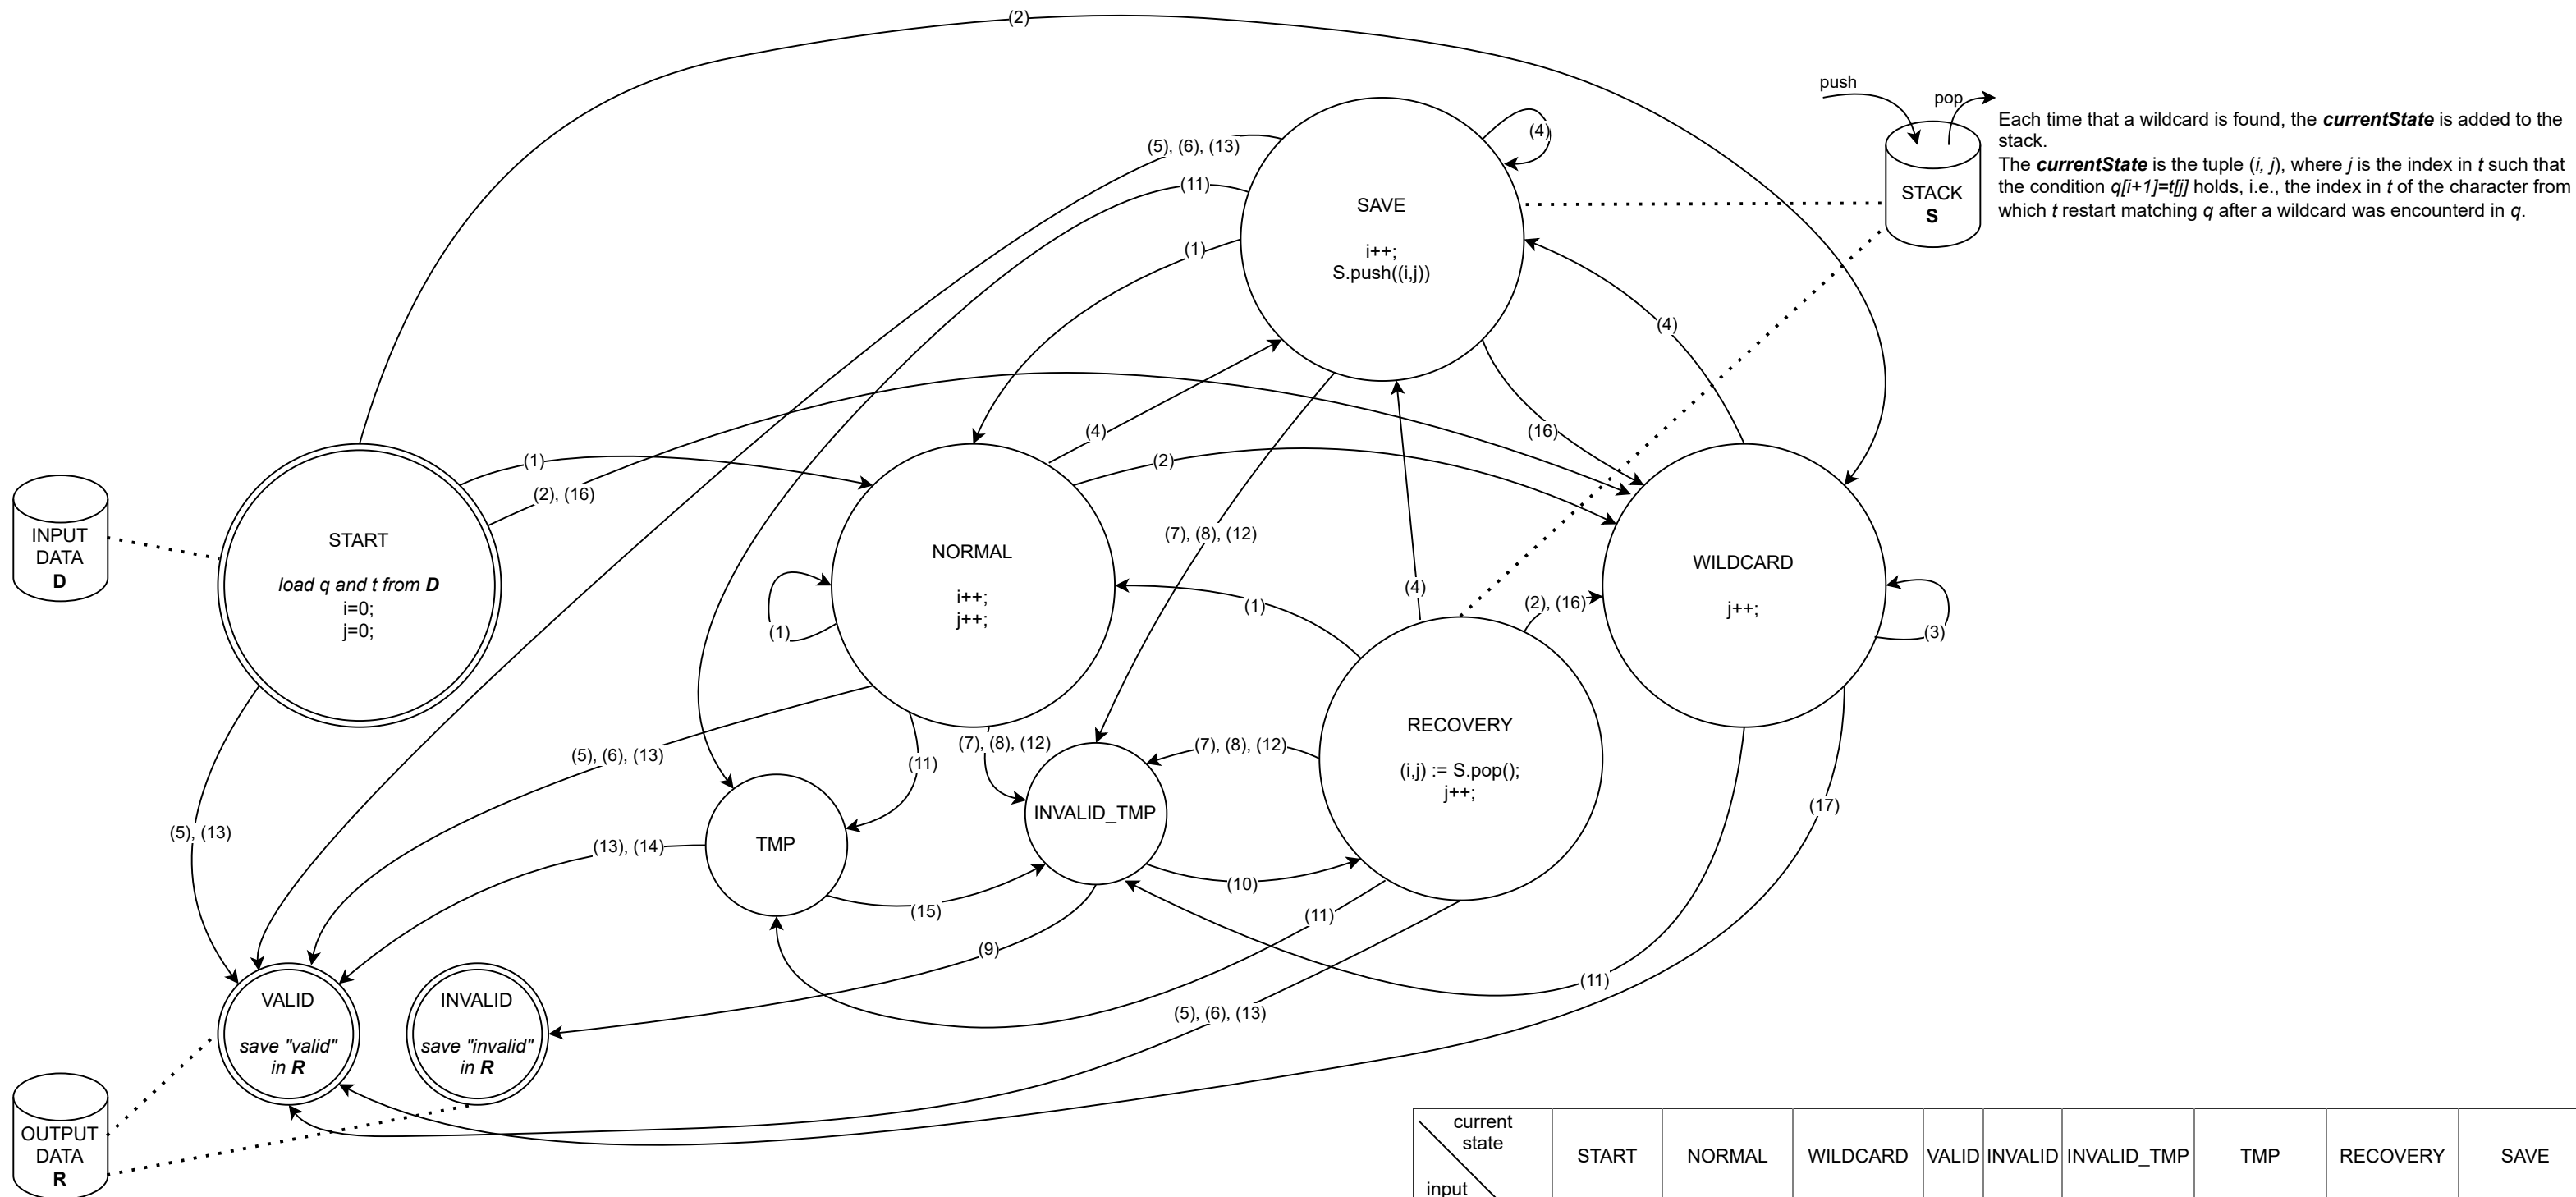 (2)
push
pop
Each time that a wildcard is found, the currentState is added to the
stack.
The currentState is the tuple (i, j), where j is the index in t such that
the condition q[i+1]=t[j] holds, i.e., the index in t of the character from
which t restart matching q after a wildcard was encounterd in q.
STACK
S
(5), (6), (13)
(4)
(11)
(1)
SAVE
i++;
S.push((i,j))
(4)
(16)
(4)
(2)
(1)
(2), (16)
INPUT
DATA
D
START
load q and t from D
i=0;
j=0;
NORMAL
i++;
j++;
(1)
(7), (8), (12)
(1)
(4)
(2), (16)
WILDCARD
j++;
(3)
RECOVERY
(i,j) := S.pop();
j++;
(5), (6), (13)
(11)
(7), (8), (12)
(7), (8), (12)
(17)
(5), (13)
(13), (14)
TMP
INVALID_TMP
(15)
(10)
(11)
(9)
(11)
(5), (6), (13)
VALID
save "valid"
in R
INVALID
save "invalid"
in R
OUTPUT
DATA
R
current
state
input
START
NORMAL
WILDCARD
VALID
INVALID
INVALID_TMP
TMP
RECOVERY
SAVE